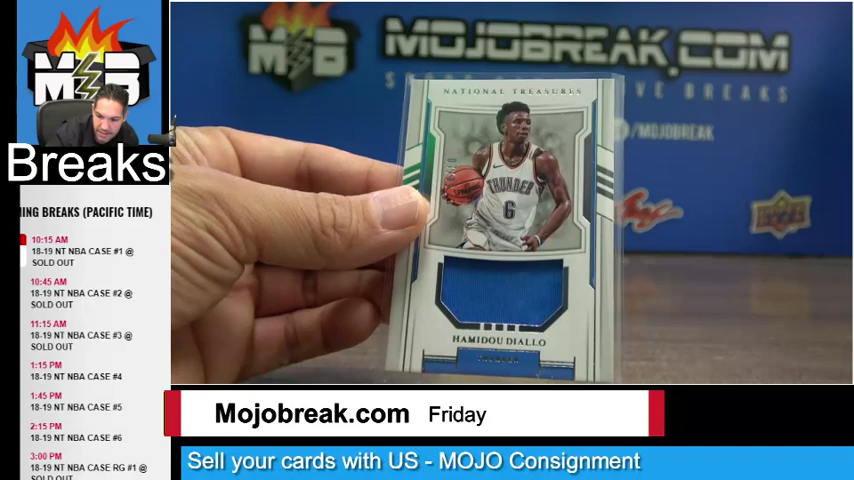 MB
MOJOBREAK.COM
/MOJOBREAK
MB
Breaks
NATIONAL TREASURES
THUNDER
6
HAMIDOU DIALLO
THUNDER
MING BREAKS (PACIFIC TIME)
10:15 AM
18-19 NT NBA CASE #1 @
SOLD OUT
10:45 AM
18-19 NT NBA CASE #2 @
SOLD OUT
11:15 AM
18-19 NT NBA CASE #3 @
SOLD OUT
1:15 PM
18-19 NT NBA CASE #4
1:45 PM
18-19 NT NBA CASE #5
2:15 PM
18-19 NT NBA CASE #6
3:00 PM
18-19 NT NBA CASE RG #1 @
SOLD OUT
Mojobreak.com Friday
Sell your cards with US - MOJO Consignment